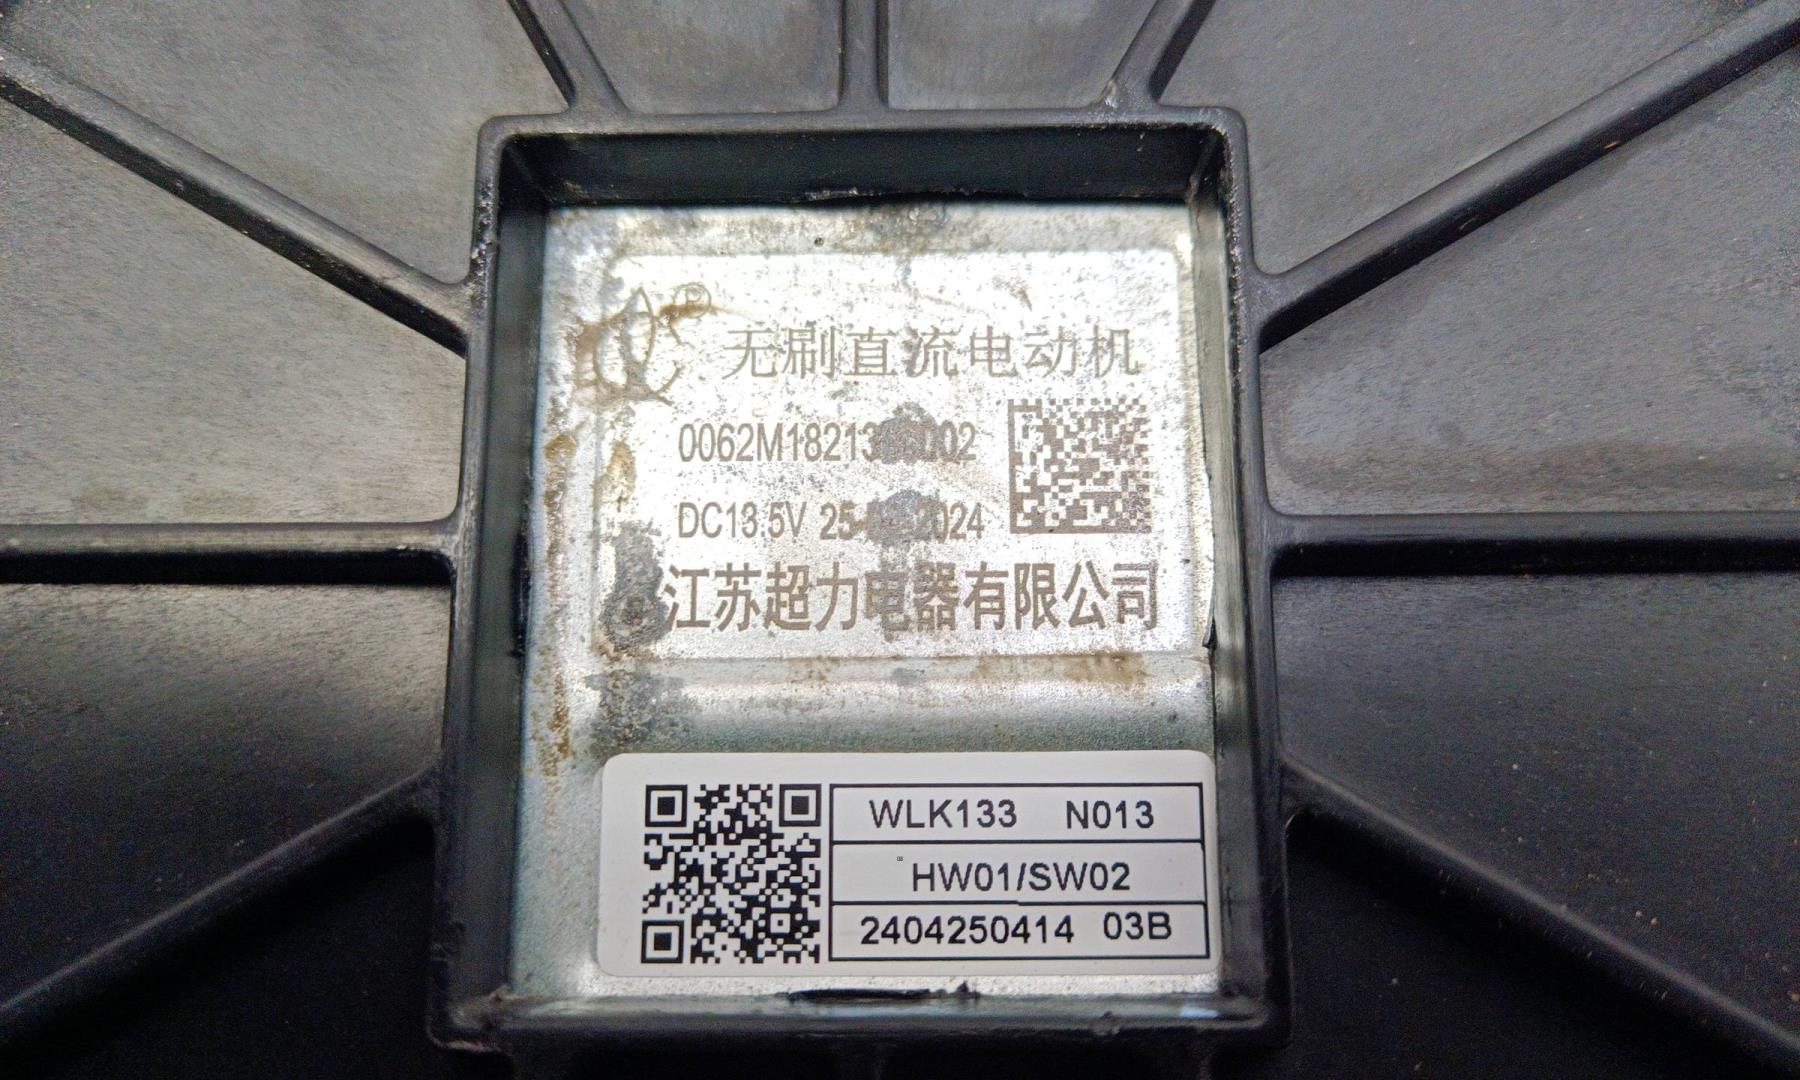 无刷直流电动机
DC13.5V
江苏超力电器有限公司
WLK133 N013
HW01/SW02
2404250414 03B